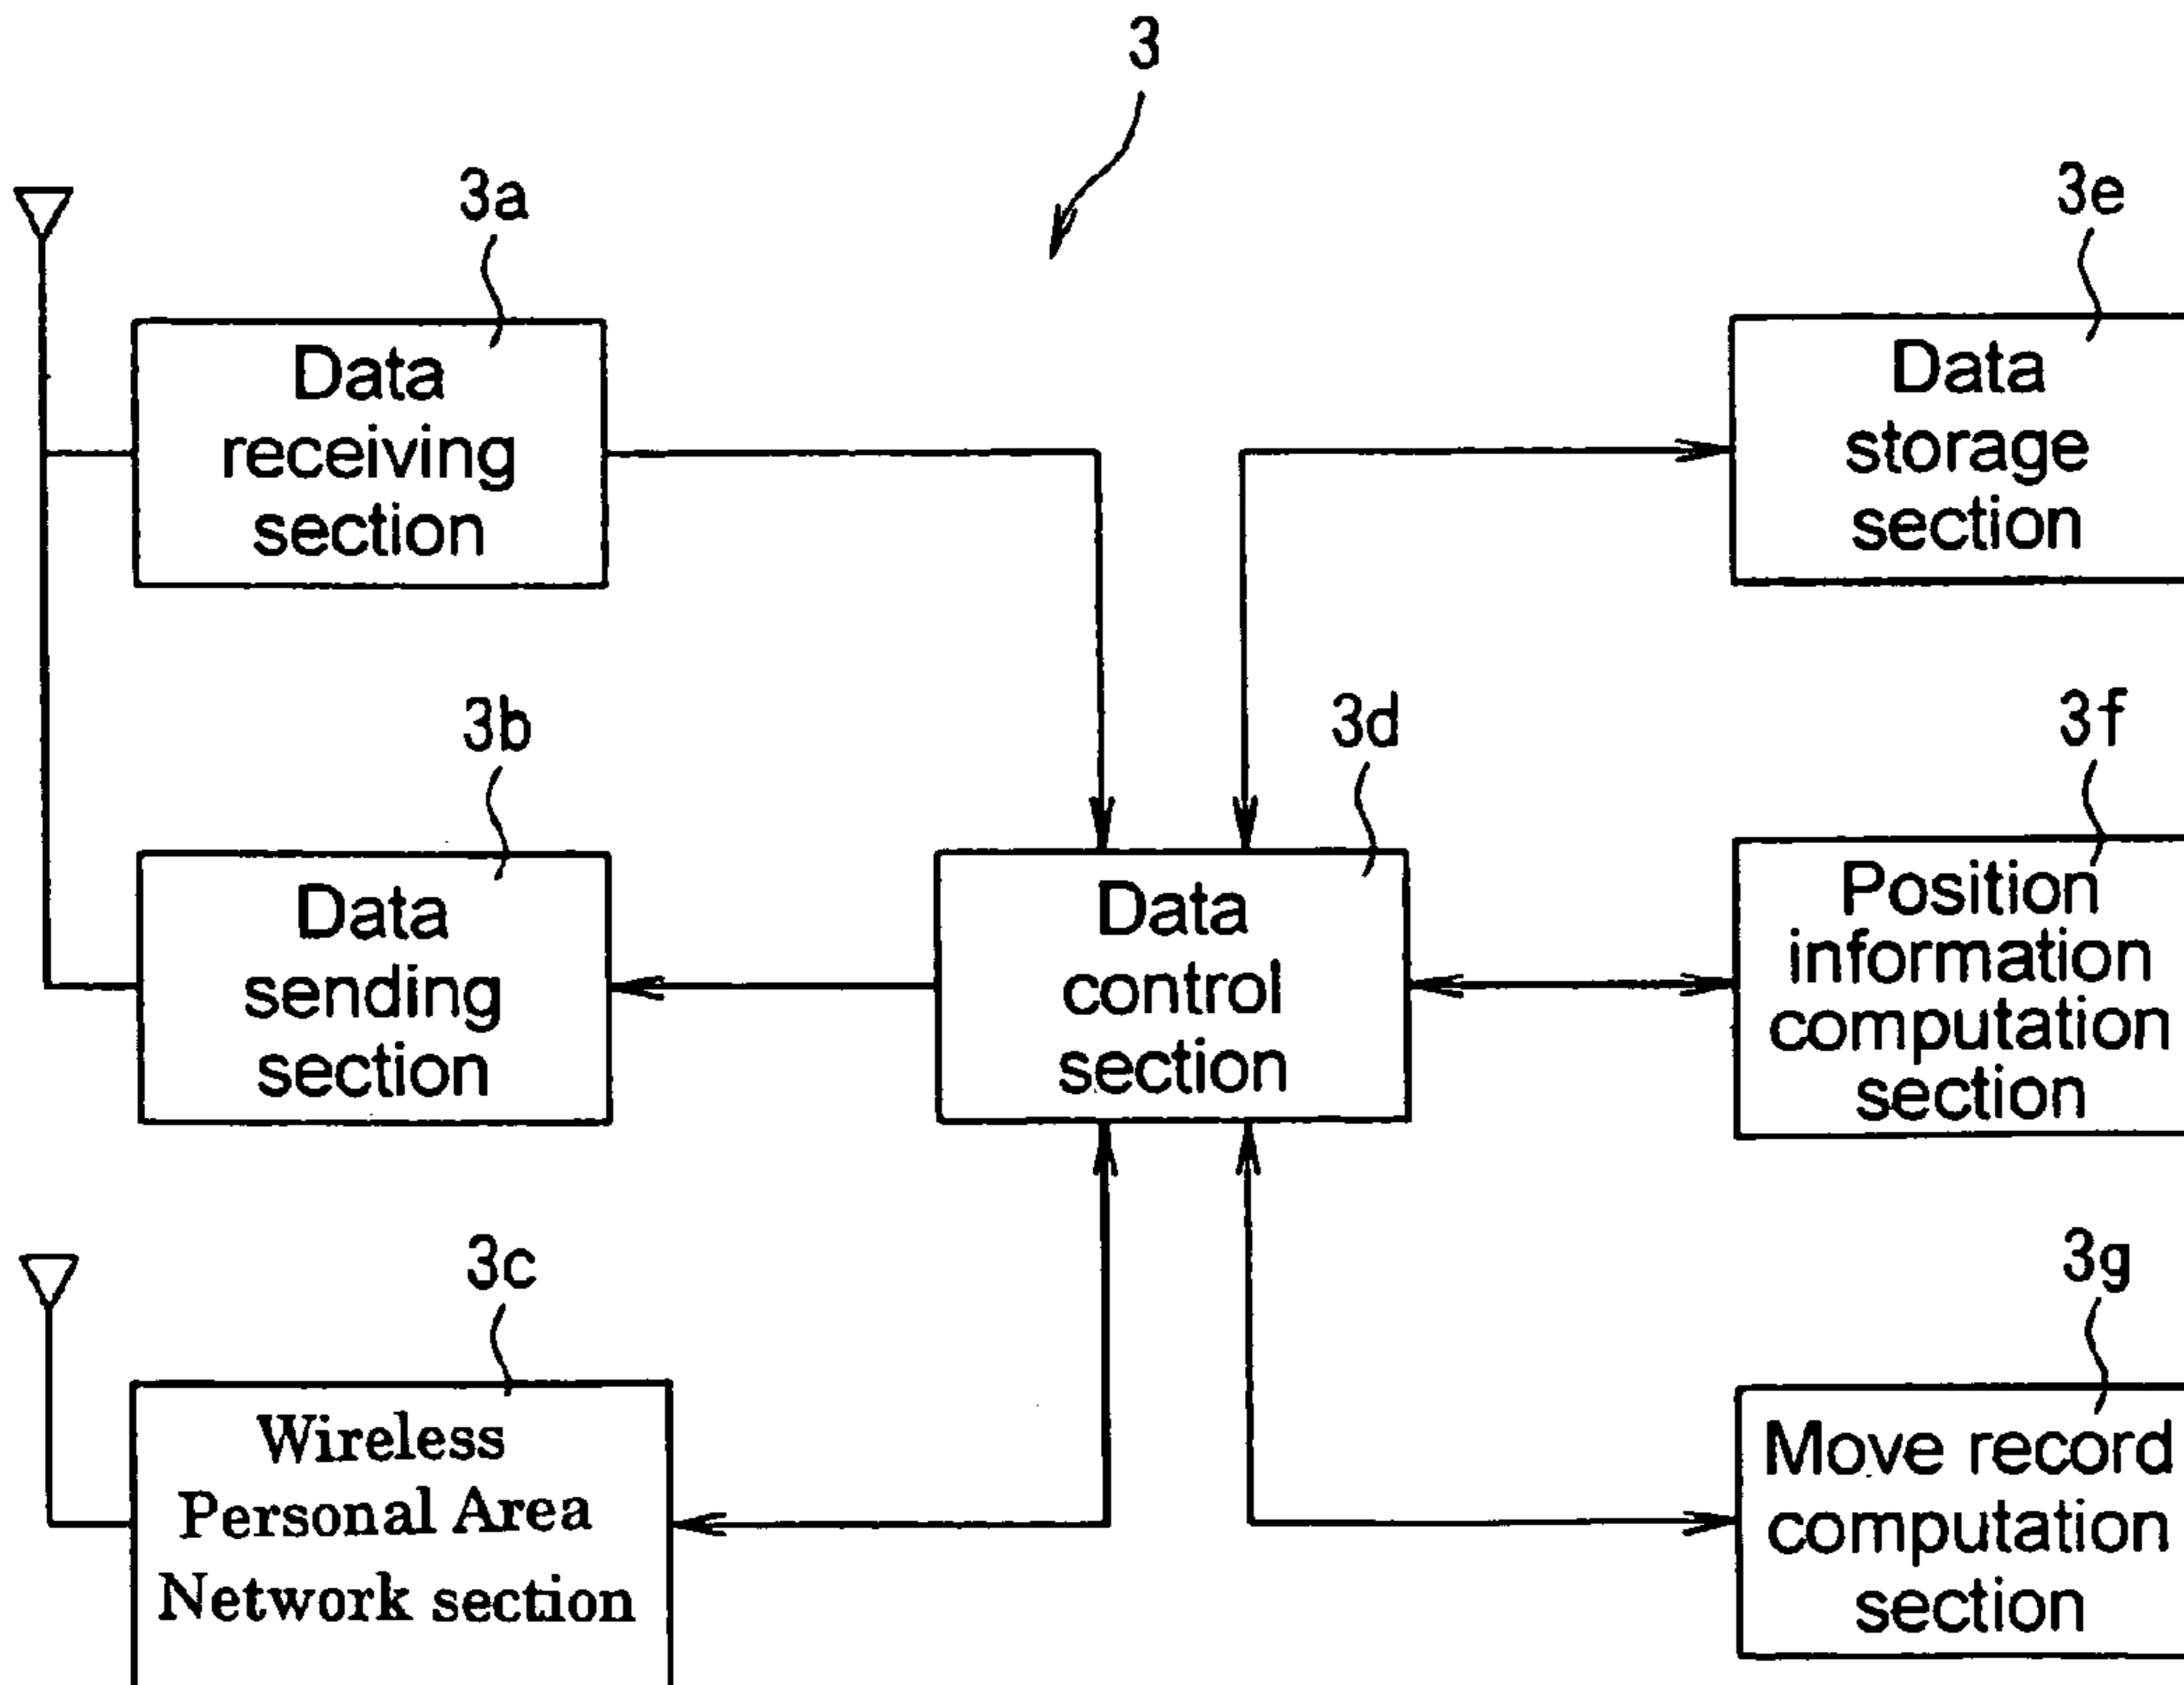 3
3a
Data
receiving
section
3e
Data
storage
section
3b
Data
sending
section
3d
Data
control
section
3f
Position
information
computation
section
3c
Wireless
Personal Area
Network section
3g
Move record
computation
section